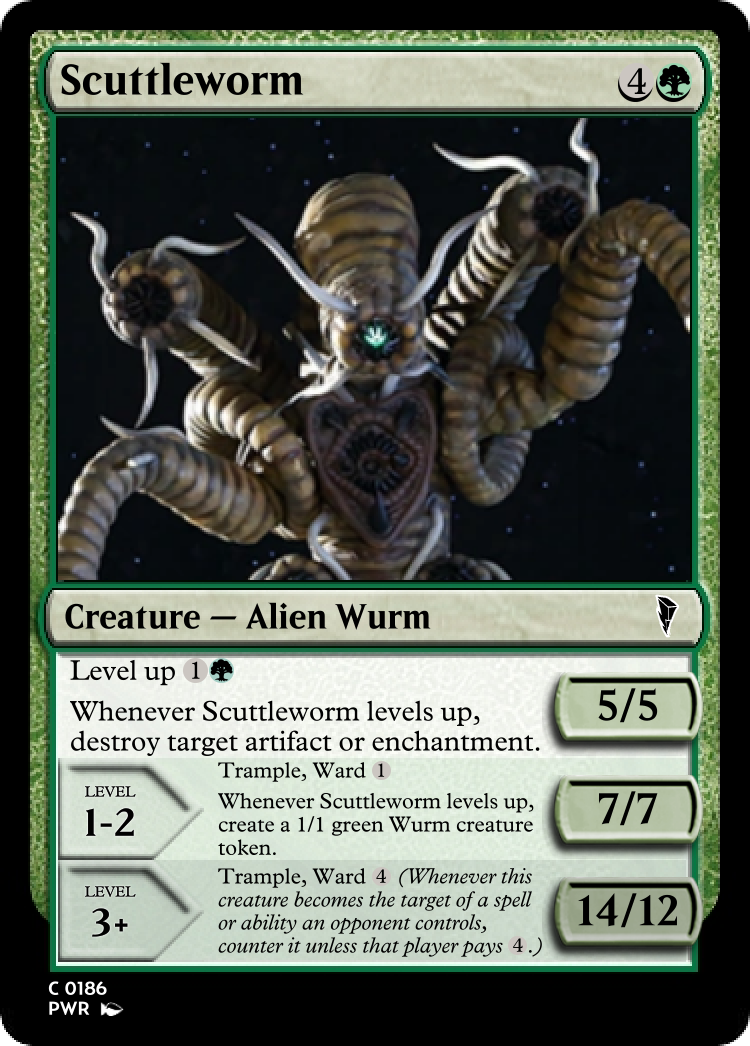 Scuttleworm 4
Creature — Alien Wurm
Level up 1
Whenever Scuttleworm levels up,
destroy target artifact or enchantment.
5/5
LEVEL
1-2
Trample, Ward 1
Whenever Scuttleworm levels up,
create a 1/1 green Wurm creature
token.
7/7
LEVEL
3+
Trample, Ward 4 (Whenever this
creature becomes the target of a spell
or ability an opponent controls,
counter it unless that player pays 4.)
14/12
C 0186
PWR